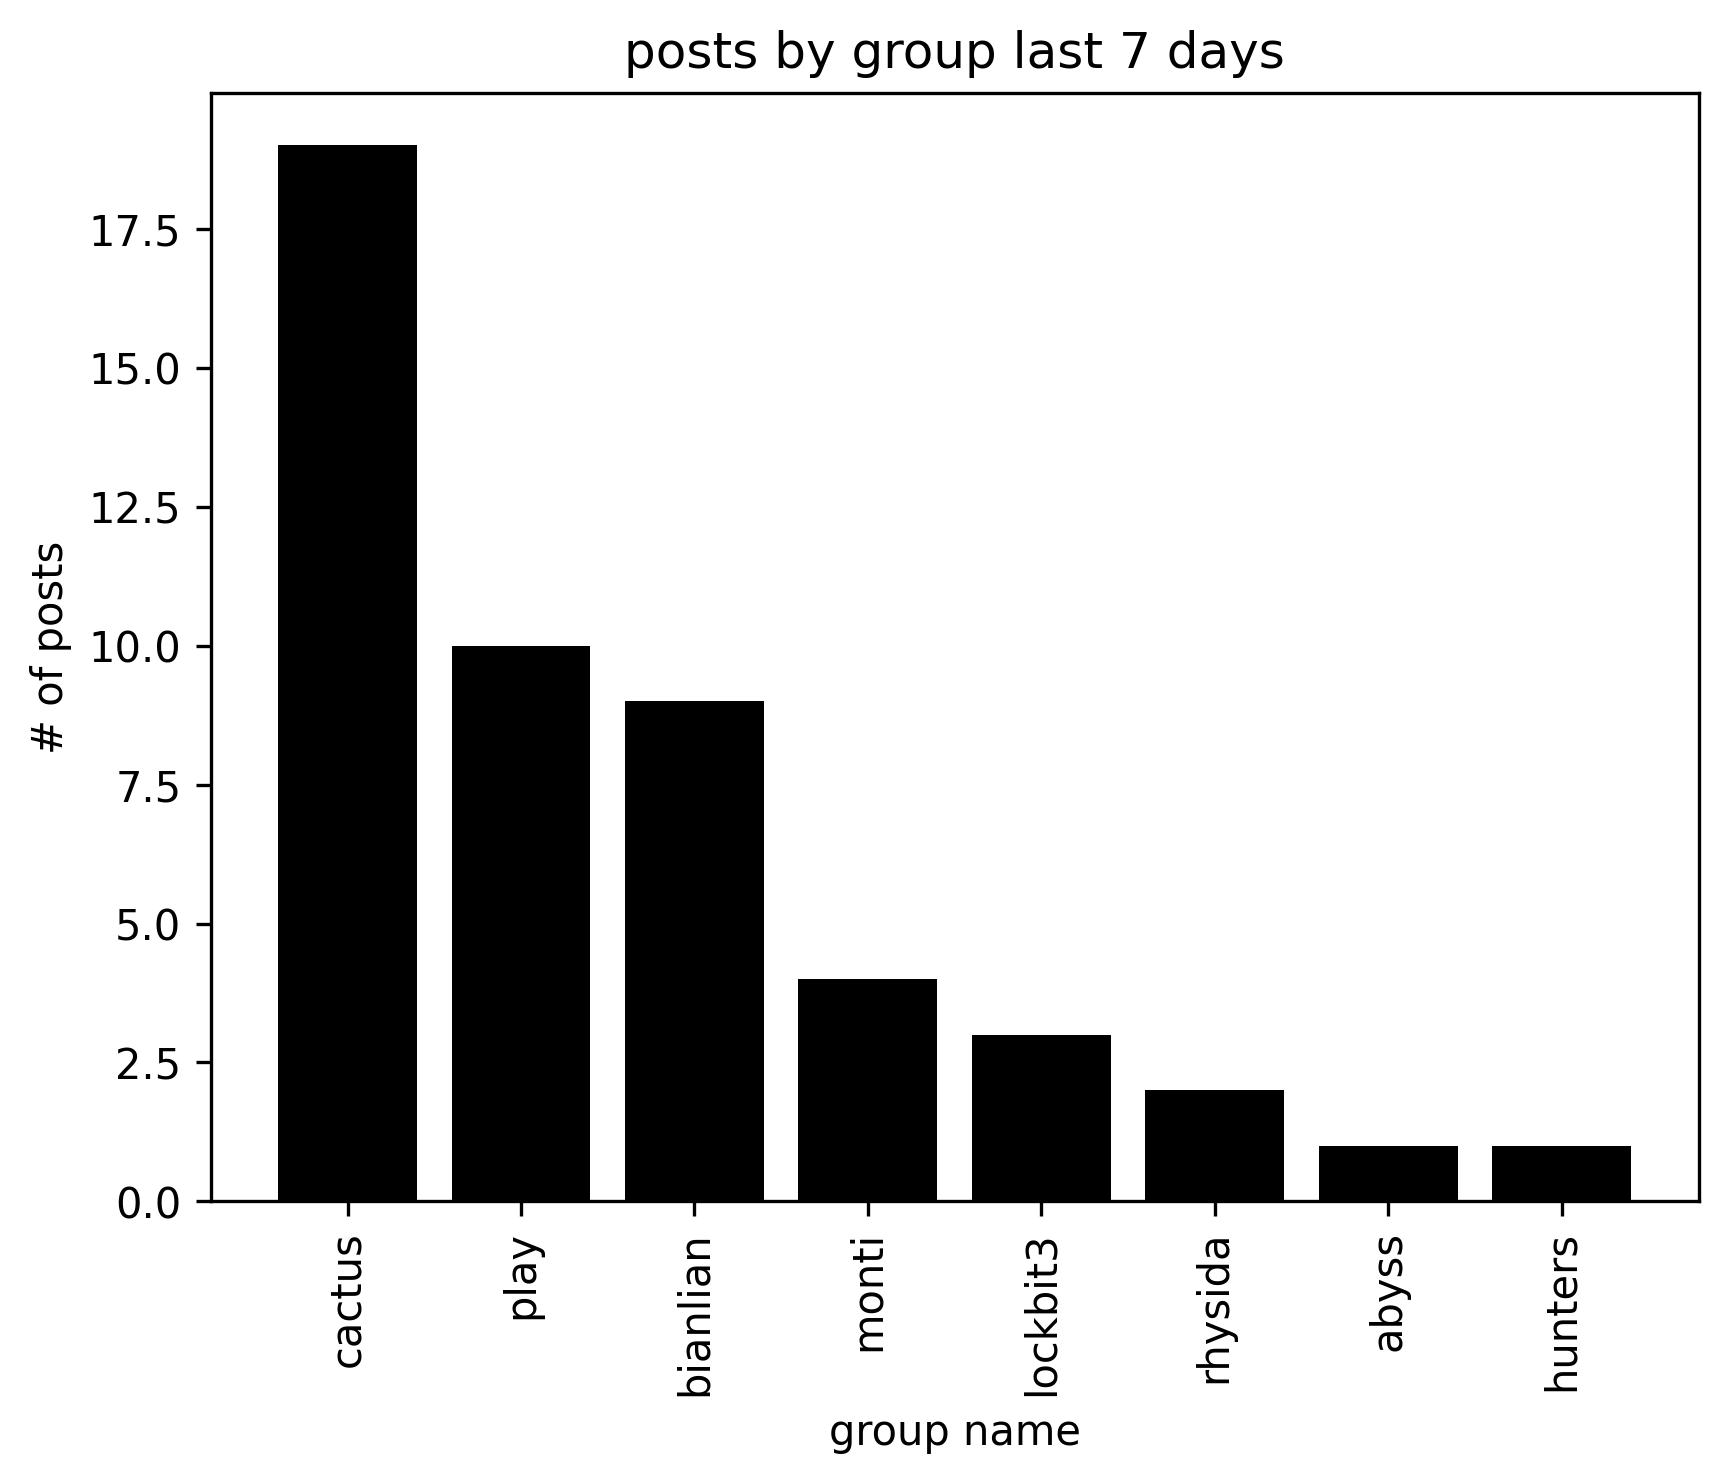 posts by group last 7 days
# of posts
17.5
15.0
12.5
10.0
7.5
5.0
2.5
0.0
cactus
play
bianlian
monti
lockbit3
rhysida
abyss
hunters
group name